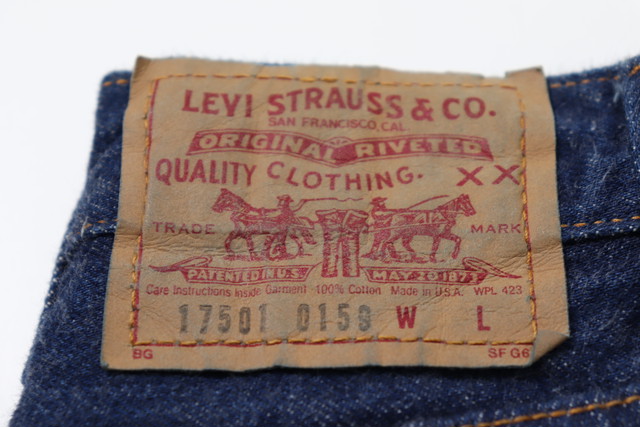 LEVI STRAUSS & CO.
SAN FRANCISCO, CAL.
ORIGINAL RIVETED
QUALITY CLOTHING. XX
TRADE MARK
PATENTED IN U.S. MAY 20 1873
Care Instructions Inside Garment 100% Cotton Made in U.S.A. WPL 423
17501 0159 W L
BG SF G6